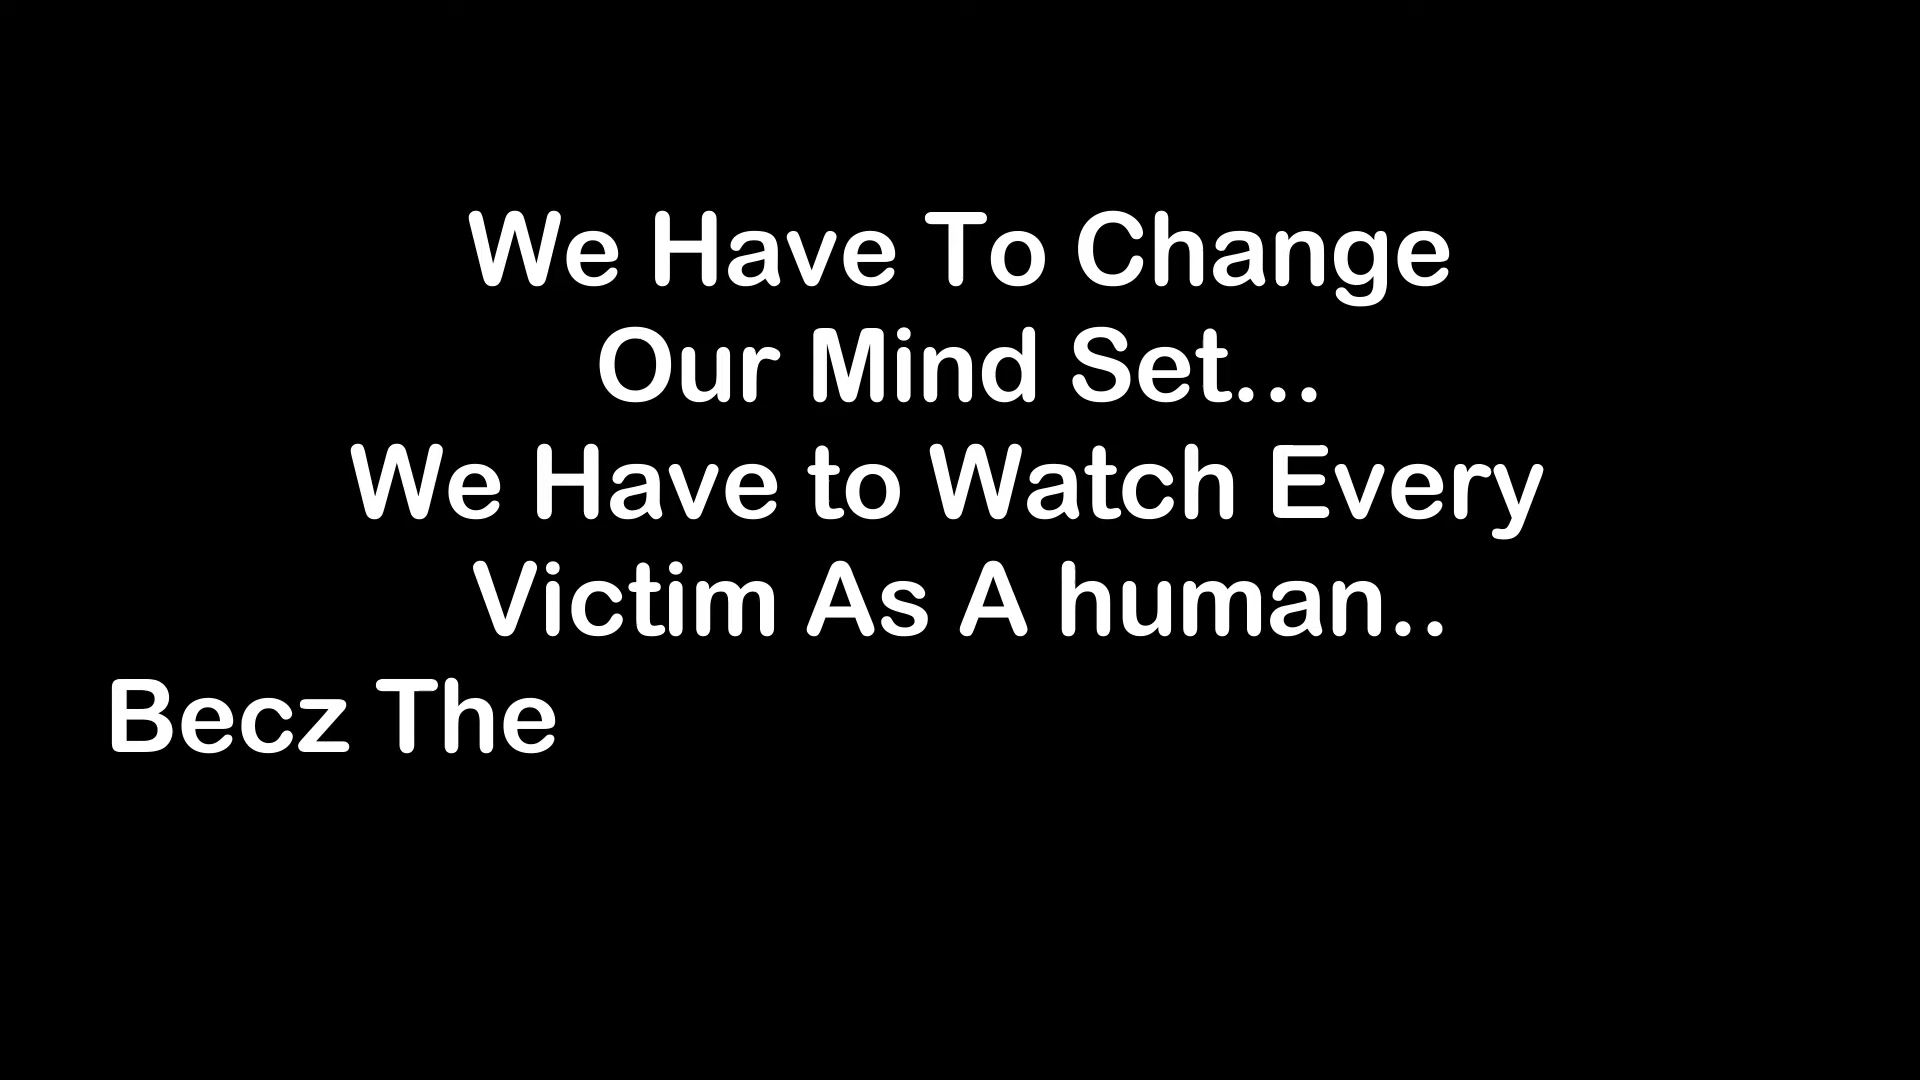 We Have To Change
Our Mind Set...
We Have to Watch Every
Victim As A human..
Becz The